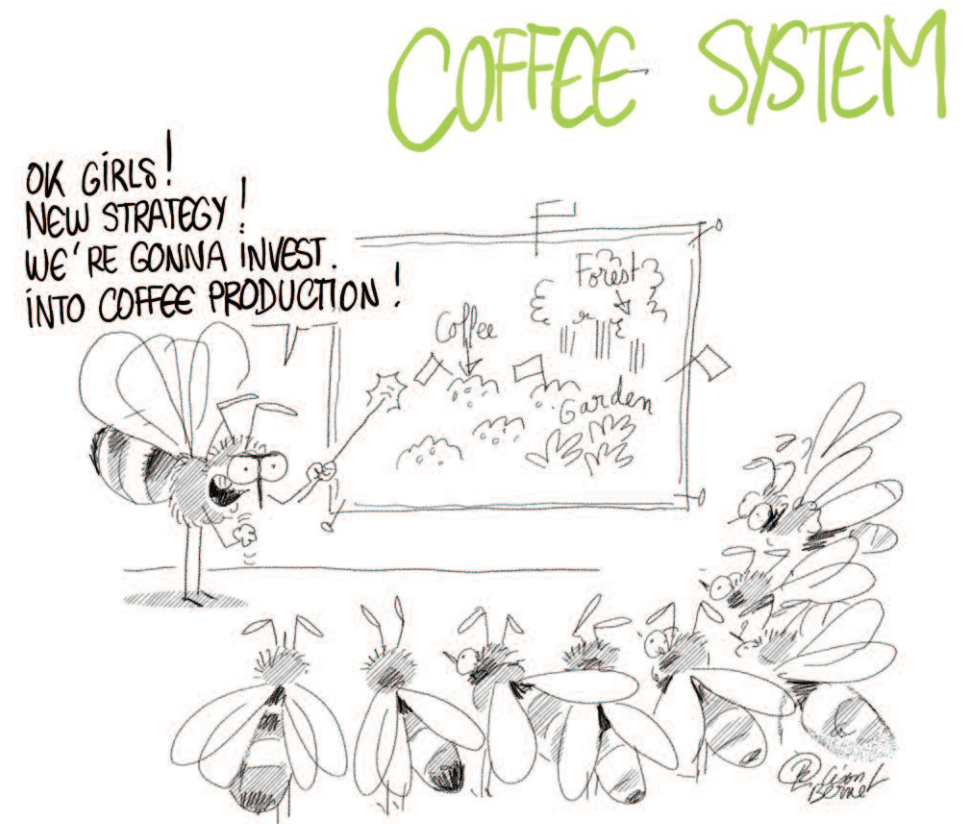 COFFEE SYSTEM
OK GIRLS!
NEW STRATEGY!
WE'RE GONNA INVEST.
INTO COFFEE PRODUCTION!
Forest
Coffee
Garden